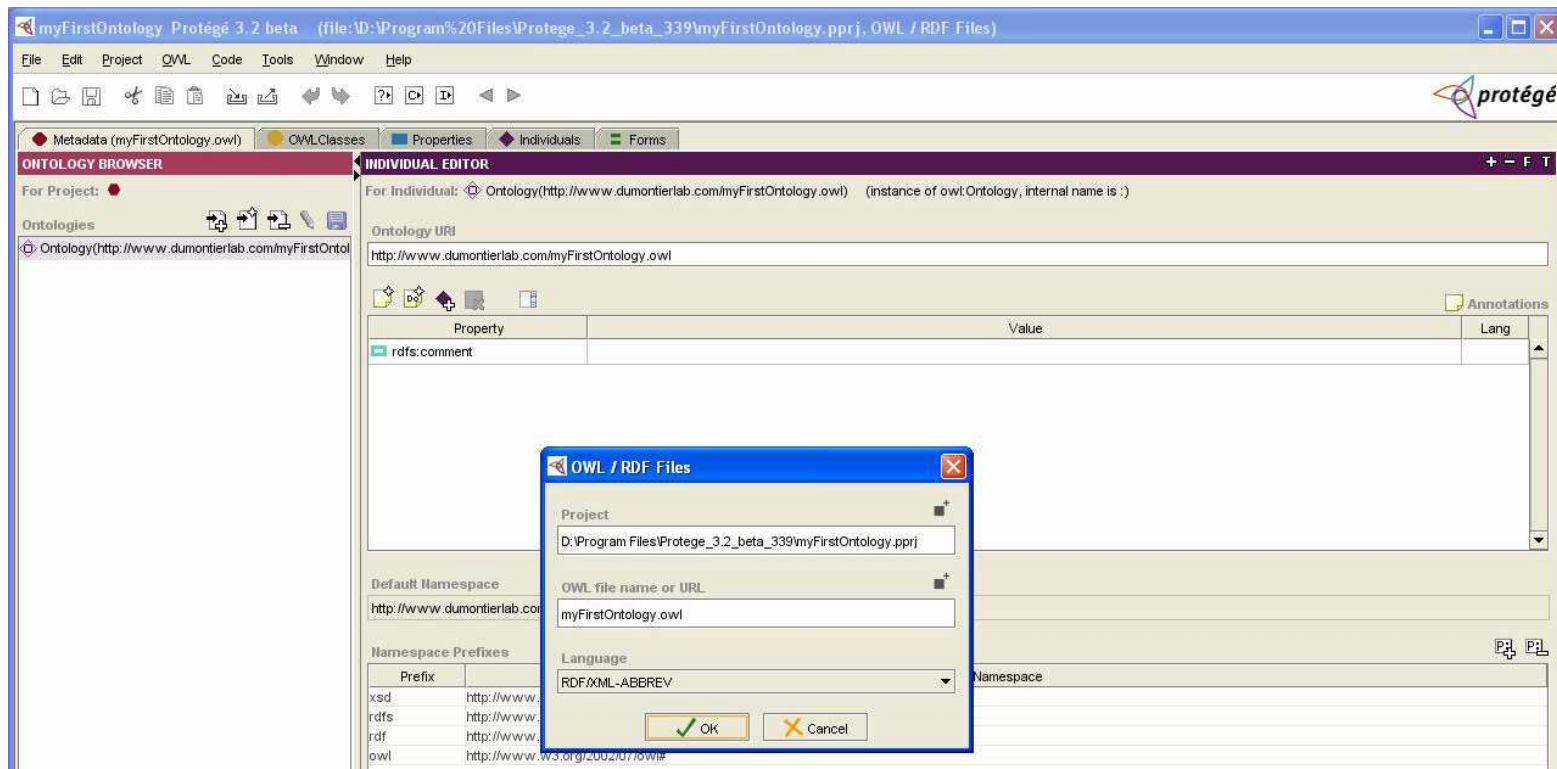 myFirstOntology Protégé 3.2 beta (file:\D:\Program%20Files\Protege_3.2_beta_339\myFirstOntology.pprj, OWL / RDF Files)
File Edit Project OWL Code Tools Window Help
protégé
Metadata (myFirstOntology.owl) OWLClasses Properties Individuals Forms
ONTOLOGY BROWSER
For Project:
Ontologies
Ontology(http://www.dumontierlab.com/myFirstOntol
INDIVIDUAL EDITOR + − F T
For Individual: Ontology(http://www.dumontierlab.com/myFirstOntology.owl) (instance of owl:Ontology, internal name is :)
Ontology URI
http://www.dumontierlab.com/myFirstOntology.owl
Annotations
Property Value Lang
rdfs:comment
Default Namespace
http://www.dumontierlab.cor
Namespace Prefixes
Prefix Namespace
xsd http://www.
rdfs http://www.
rdf http://www.
owl http://www.w3.org/2002/07/owl#
OWL / RDF Files
Project
D:\Program Files\Protege_3.2_beta_339\myFirstOntology.pprj
OWL file name or URL
myFirstOntology.owl
Language
RDF/XML-ABBREV
OK Cancel